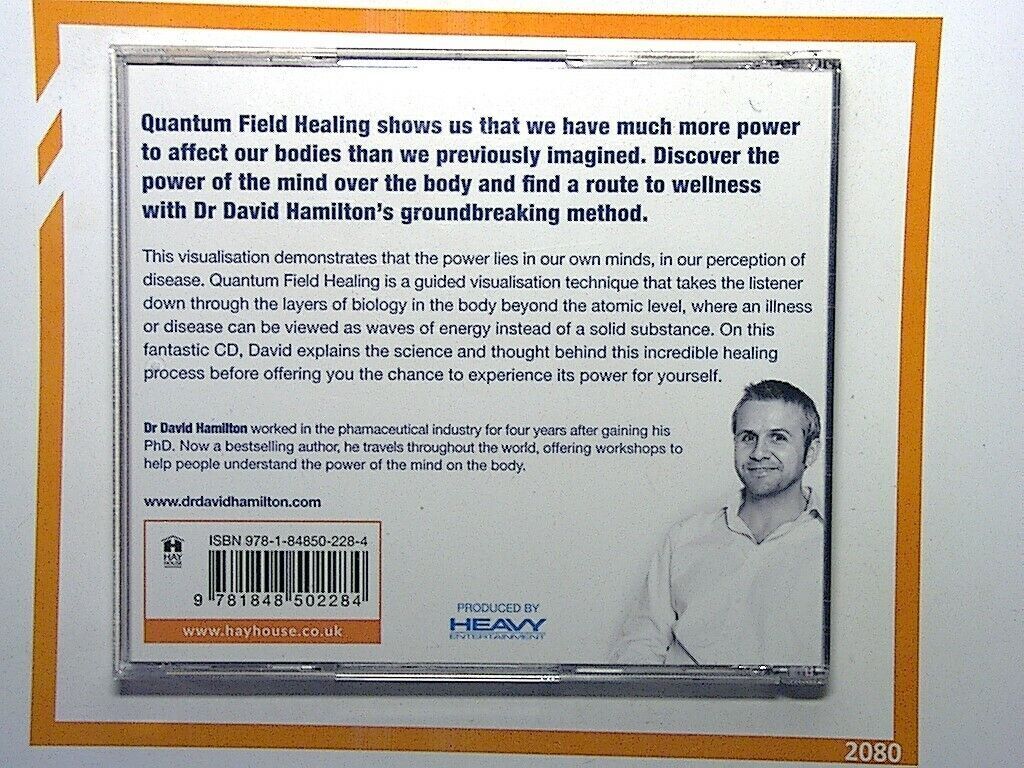 Quantum Field Healing shows us that we have much more power
to affect our bodies than we previously imagined. Discover the
power of the mind over the body and find a route to wellness
with Dr David Hamilton's groundbreaking method.
This visualisation demonstrates that the power lies in our own minds, in our perception of
disease. Quantum Field Healing is a guided visualisation technique that takes the listener
down through the layers of biology in the body beyond the atomic level, where an illness
or disease can be viewed as waves of energy instead of a solid substance. On this
fantastic CD, David explains the science and thought behind this incredible healing
process before offering you the chance to experience its power for yourself.
Dr David Hamilton worked in the phamaceutical industry for four years after gaining his
PhD. Now a bestselling author, he travels throughout the world, offering workshops to
help people understand the power of the mind on the body.
www.drdavidhamilton.com
HAY
HOUSE
ISBN 978-1-84850-228-4
9 781848 502284
www.hayhouse.co.uk
PRODUCED BY
HEAVY
ENTERTAINMENT
2080